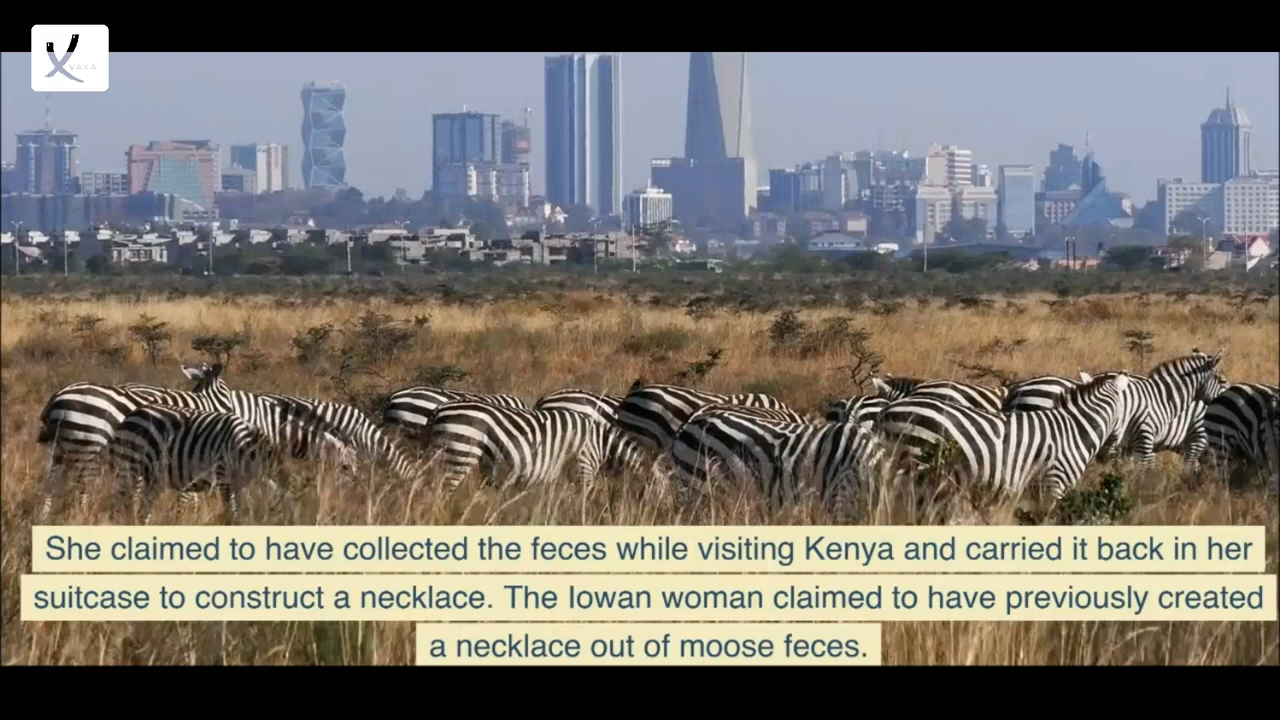 VAXA
She claimed to have collected the feces while visiting Kenya and carried it back in her
suitcase to construct a necklace. The Iowan woman claimed to have previously created
a necklace out of moose feces.